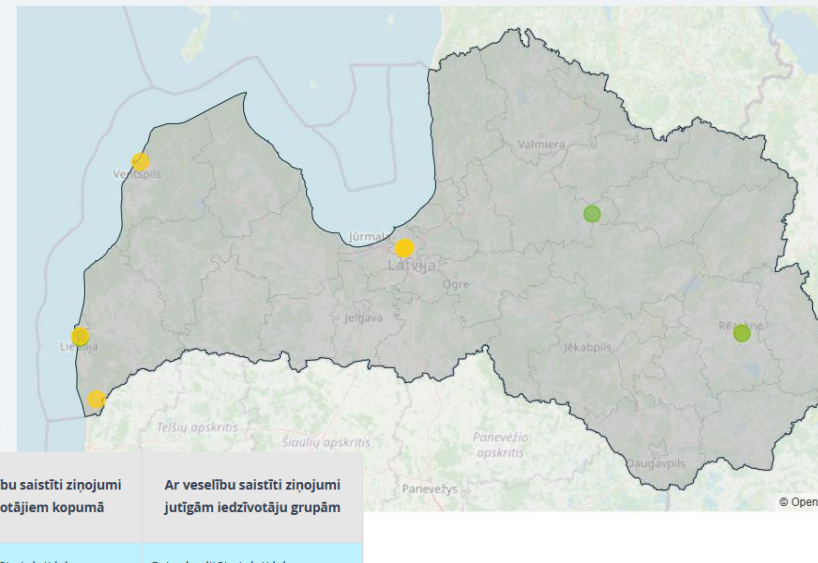 Valmiera
Ventspils
Jūrmala
Latvija
Ogre
Jelgava
Rēzekne
Liepāja
Jēkabpils
Telšių apskritis
Šiaulių apskritis
Panevėžio
apskritis
Daugavpils
Panevėžys
© Open
bu saistīti ziņojumi
otājiem kopumā
Ar veselību saistīti ziņojumi
jutīgām iedzīvotāju grupām